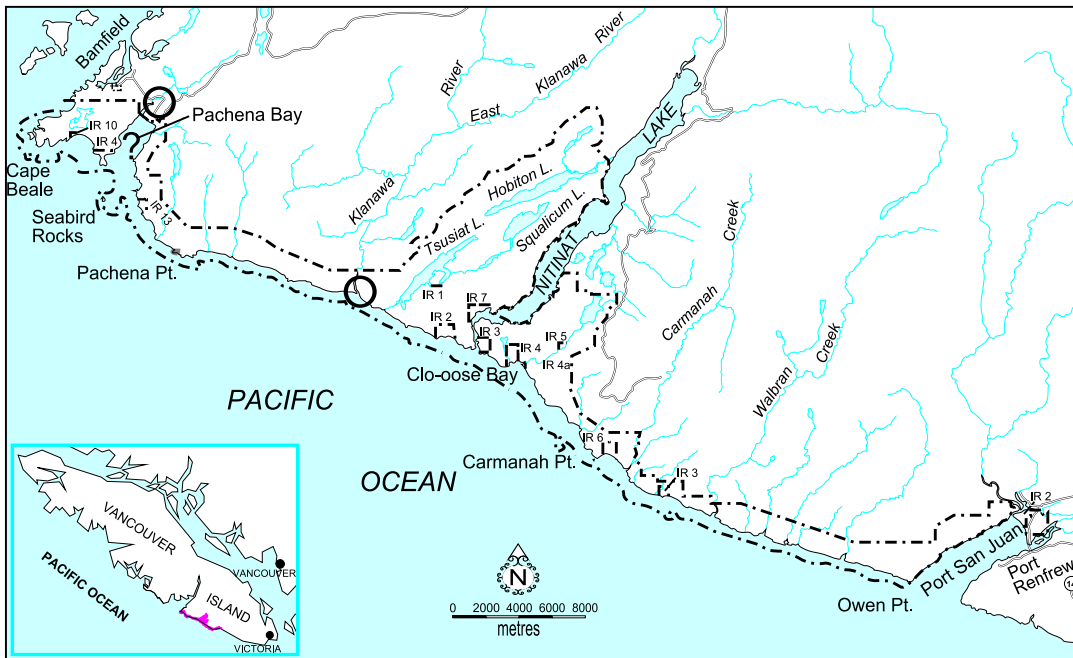 Bamfield
IR 10
IR 4
Pachena Bay
Cape
Beale
Seabird
Rocks
IR 13
Pachena Pt.
River
East
Klanawa
River
Klanawa
Hobiton L.
Tsusiat L.
Squalicum L.
NITINAT
LAKE
IR 1
IR 7
IR 2
IR 3
IR 4
IR 5
IR 4a
Clo-oose Bay
Carmanah
Creek
Walbran
Creek
IR 6
IR 3
Carmanah Pt.
PACIFIC
OCEAN
IR 2
Port San Juan
Port
Renfrew
14
Owen Pt.
N
0 2000 4000 6000 8000
metres
VANCOUVER
ISLAND
PACIFIC OCEAN
VANCOUVER
VICTORIA